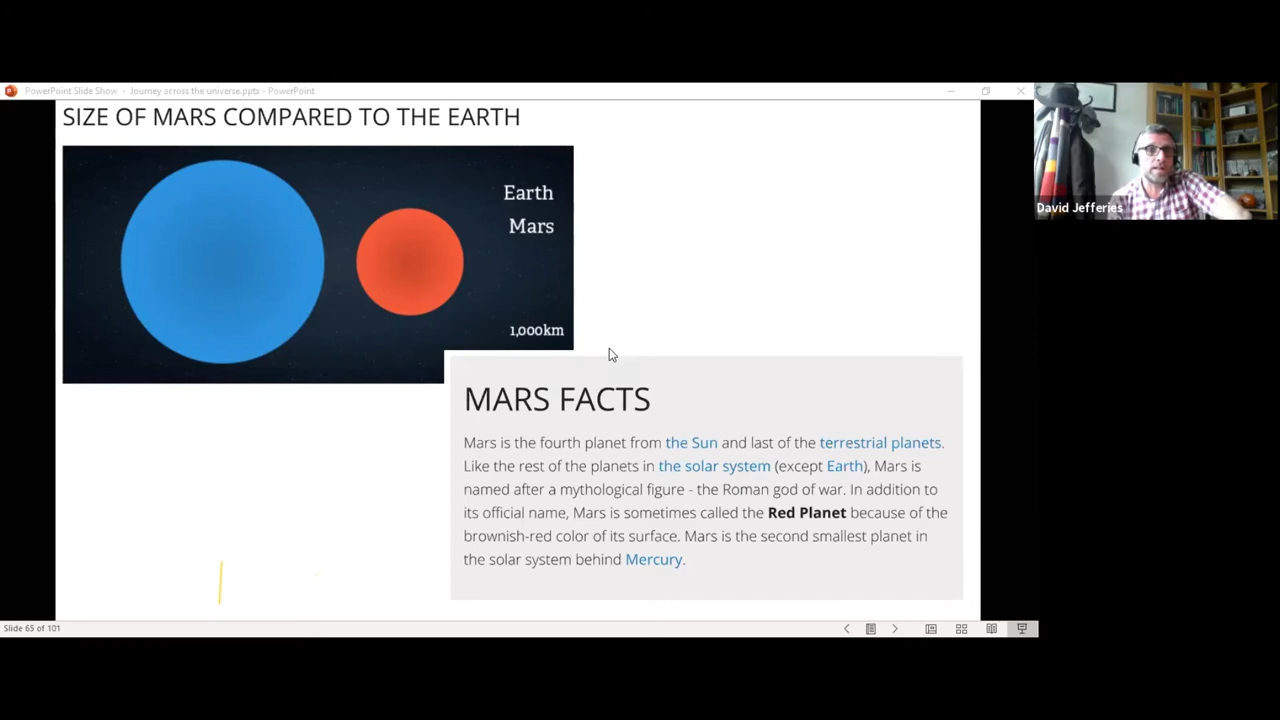 PowerPoint Slide Show - Journey across the universe.pptx - PowerPoint
SIZE OF MARS COMPARED TO THE EARTH
Earth
Mars
1,000km
David Jefferies
MARS FACTS
Mars is the fourth planet from the Sun and last of the terrestrial planets.
Like the rest of the planets in the solar system (except Earth), Mars is
named after a mythological figure - the Roman god of war. In addition to
its official name, Mars is sometimes called the Red Planet because of the
brownish-red color of its surface. Mars is the second smallest planet in
the solar system behind Mercury.
Slide 65 of 101